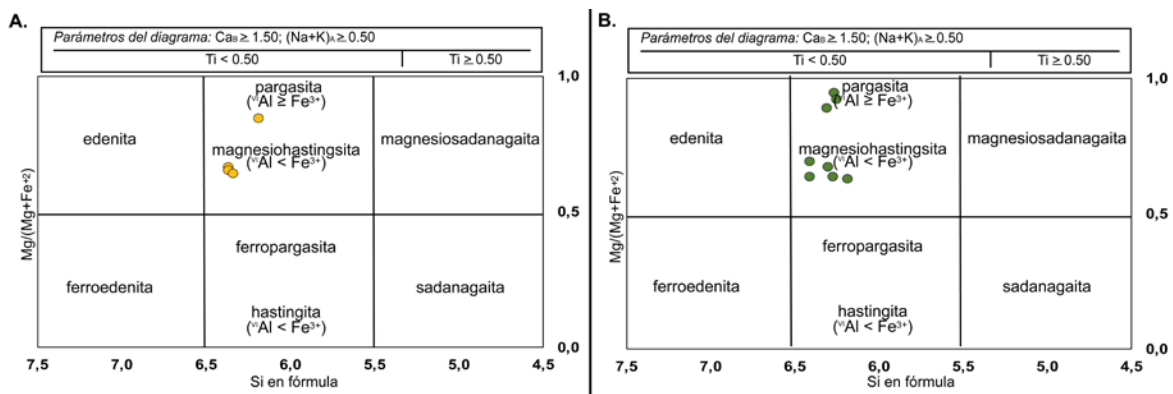 A.
Parámetros del diagrama: Ca_B ≥ 1.50; (Na+K)_A ≥ 0.50
Ti < 0.50 Ti ≥ 0.50
pargasita
(ᵛᴵAl ≥ Fe³⁺)
edenita
magnesiohastingsita
(ᵛᴵAl < Fe³⁺)
magnesiosadanagaita
ferropargasita
ferroedenita
sadanagaita
hastingita
(ᵛᴵAl < Fe³⁺)
1,0
0,5
0,0
Mg/(Mg+Fe⁺²)
7,5 7,0 6,5 6,0 5,5 5,0 4,5
Si en fórmula
B.
Parámetros del diagrama: Ca_B ≥ 1.50; (Na+K)_A ≥ 0.50
Ti < 0.50 Ti ≥ 0.50
pargasita
(ᵛᴵAl ≥ Fe³⁺)
edenita
magnesiohastingsita
(ᵛᴵAl < Fe³⁺)
magnesiosadanagaita
ferropargasita
ferroedenita
sadanagaita
hastingita
(ᵛᴵAl < Fe³⁺)
1,0
0,5
0,0
Mg/(Mg+Fe⁺²)
7,5 7,0 6,5 6,0 5,5 5,0 4,5
Si en fórmula